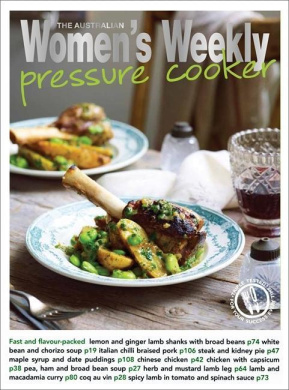 THE AUSTRALIAN
Women's Weekly
pressure cooker
Fast and flavour-packed lemon and ginger lamb shanks with broad beans p74 white
bean and chorizo soup p19 italian chilli braised pork p106 steak and kidney pie p47
maple syrup and date puddings p108 chinese chicken p42 chicken with capsicum
p38 pea, ham and broad bean soup p27 herb and mustard lamb leg p64 lamb and
macadamia curry p80 coq au vin p28 spicy lamb in tomato and spinach sauce p73